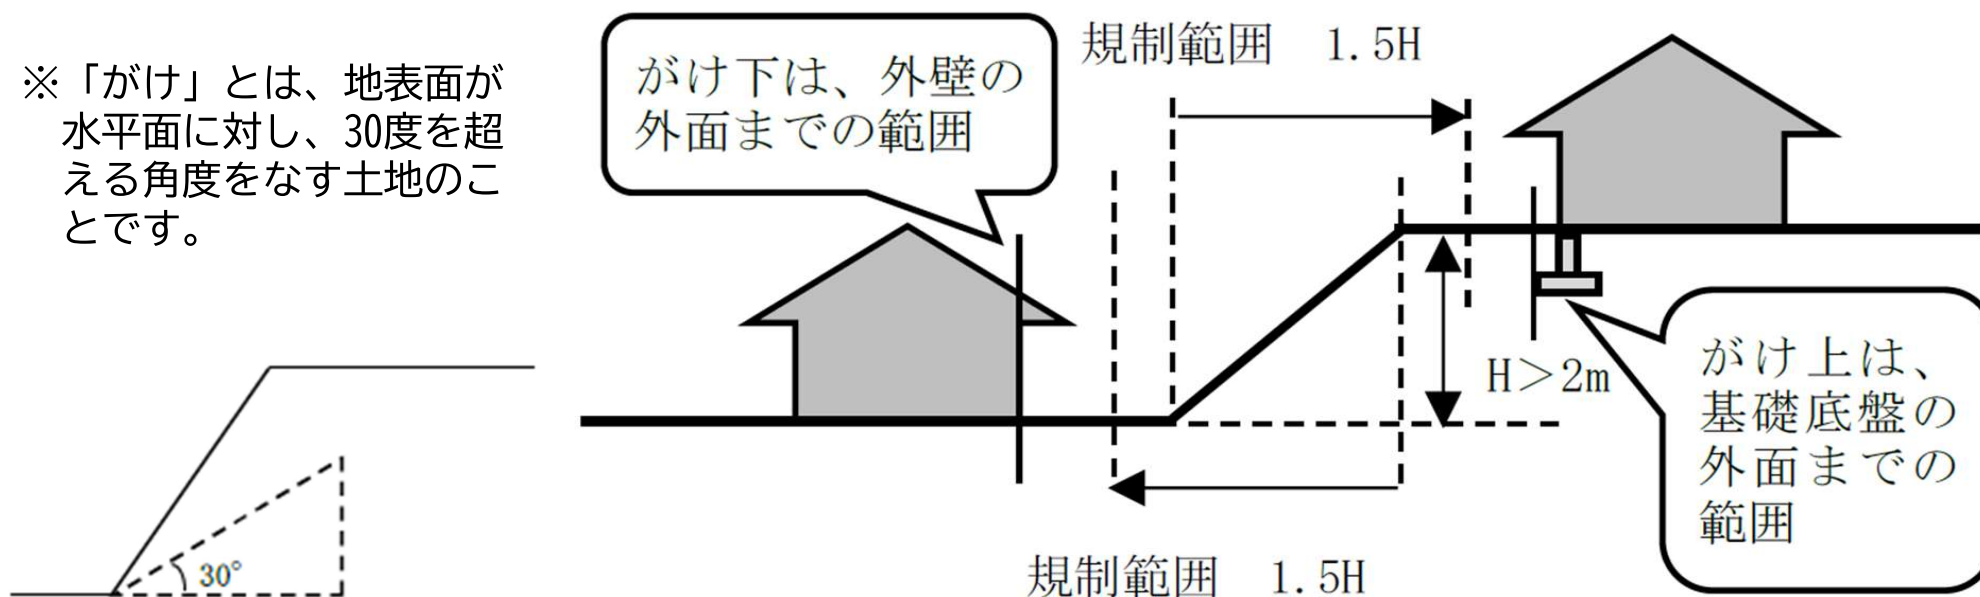 ※「がけ」とは、地表面が
水平面に対し、30度を超
える角度をなす土地のこ
とです。
30°
がけ下は、外壁の
外面までの範囲
規制範囲 1.5H
H＞2m
がけ上は、
基礎底盤の
外面までの
範囲
規制範囲 1.5H